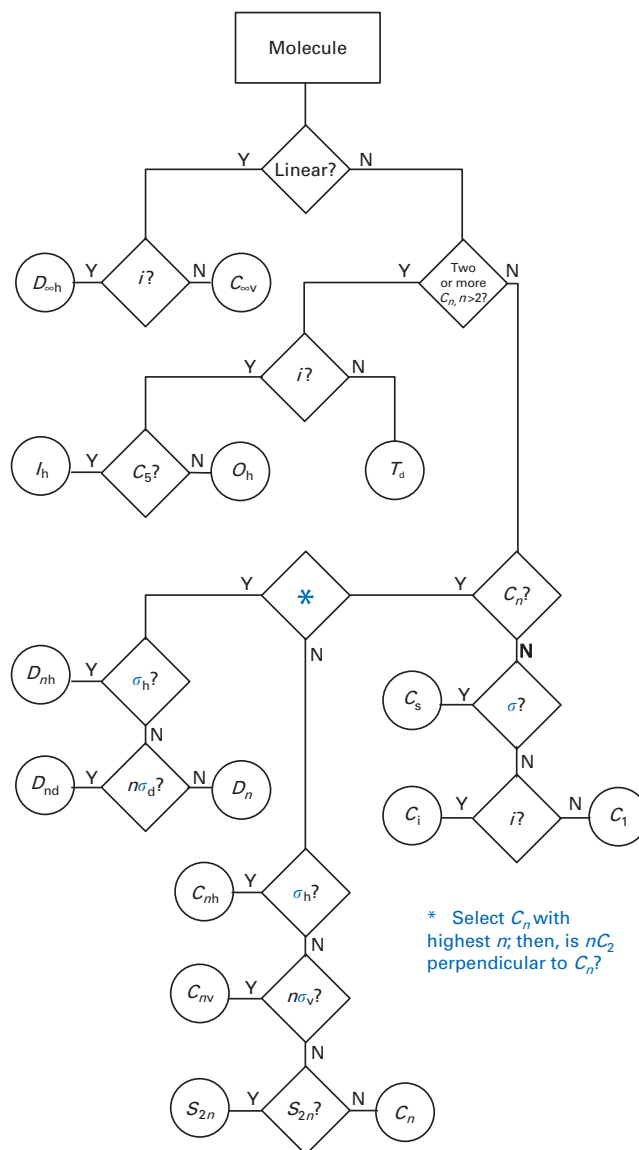 Molecule
Y
Linear?
N
D∞h
Y
i?
N
C∞v
Y
Two
or more
Cn, n>2?
N
Y
i?
N
Ih
Y
C5?
N
Oh
Td
Y
*
Y
Cn?
N
N
Dnh
Y
σh?
N
Cs
Y
σ?
N
Dnd
Y
nσd?
N
Dn
Ci
Y
i?
N
C1
Cnh
Y
σh?
N
* Select Cn with
highest n; then, is nC2
perpendicular to Cn?
Cnv
Y
nσv?
N
S2n
Y
S2n?
N
Cn